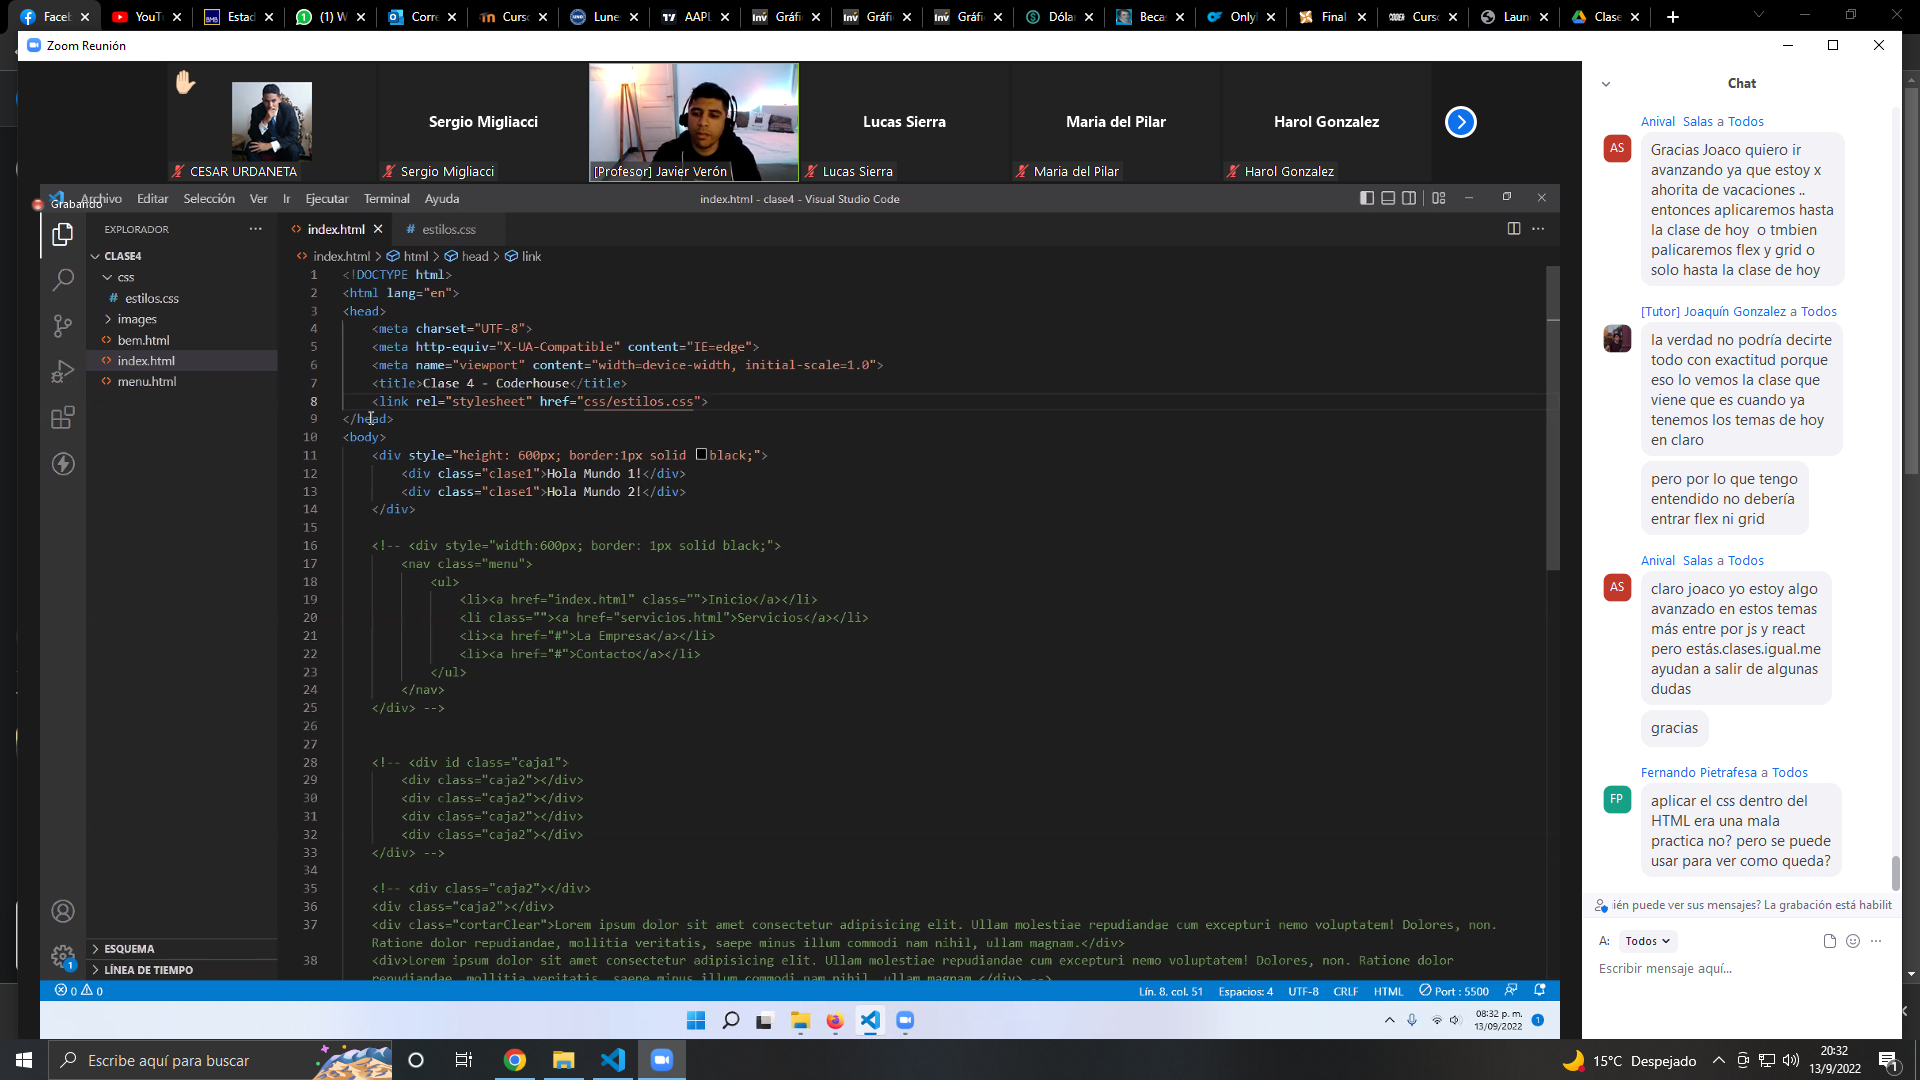 Faceb
YouT
Estad
(1) W
Corre
Curso
Lune
AAPL
Gráfi
Gráfi
Gráfi
Dóla
Beca
Onlyi
Final
Curso
Laun
Clase
Zoom Reunión
CESAR URDANETA
Sergio Migliacci
Sergio Migliacci
[Profesor] Javier Verón
Lucas Sierra
Lucas Sierra
Maria del Pilar
Maria del Pilar
Harol Gonzalez
Harol Gonzalez
Grabando
Archivo Editar Selección Ver Ir Ejecutar Terminal Ayuda
index.html - clase4 - Visual Studio Code
EXPLORADOR
CLASE4
css
# estilos.css
images
<> bem.html
<> index.html
<> menu.html
ESQUEMA
LÍNEA DE TIEMPO
<> index.html
# estilos.css
<> index.html > html > head > link
1 <!DOCTYPE html>
2 <html lang="en">
3 <head>
4 <meta charset="UTF-8">
5 <meta http-equiv="X-UA-Compatible" content="IE=edge">
6 <meta name="viewport" content="width=device-width, initial-scale=1.0">
7 <title>Clase 4 - Coderhouse</title>
8 <link rel="stylesheet" href="css/estilos.css">
9 </head>
10 <body>
11 <div style="height: 600px; border:1px solid black;">
12 <div class="clase1">Hola Mundo 1!</div>
13 <div class="clase1">Hola Mundo 2!</div>
14 </div>
15
16 <!-- <div style="width:600px; border: 1px solid black;">
17 <nav class="menu">
18 <ul>
19 <li><a href="index.html" class="">Inicio</a></li>
20 <li class=""><a href="servicios.html">Servicios</a></li>
21 <li><a href="#">La Empresa</a></li>
22 <li><a href="#">Contacto</a></li>
23 </ul>
24 </nav>
25 </div> -->
26
27
28 <!-- <div id class="caja1">
29 <div class="caja2"></div>
30 <div class="caja2"></div>
31 <div class="caja2"></div>
32 <div class="caja2"></div>
33 </div> -->
34
35 <!-- <div class="caja2"></div>
36 <div class="caja2"></div>
37 <div class="cortarClear">Lorem ipsum dolor sit amet consectetur adipisicing elit. Ullam molestiae repudiandae cum excepturi nemo voluptatem! Dolores, non.
Ratione dolor repudiandae, mollitia veritatis, saepe minus illum commodi nam nihil, ullam magnam.</div>
38 <div>Lorem ipsum dolor sit amet consectetur adipisicing elit. Ullam molestiae repudiandae cum excepturi nemo voluptatem! Dolores, non. Ratione dolor
repudiandae, mollitia veritatis, saepe minus illum commodi nam nihil, ullam magnam.</div> -->
0 0
Lín. 8, col. 51 Espacios: 4 UTF-8 CRLF HTML Port : 5500
08:32 p. m.
13/09/2022
Chat
Anival Salas a Todos
AS
Gracias Joaco quiero ir
avanzando ya que estoy x
ahorita de vacaciones ..
entonces aplicaremos hasta
la clase de hoy o tmbien
palicaremos flex y grid o
solo hasta la clase de hoy
[Tutor] Joaquín Gonzalez a Todos
la verdad no podría decirte
todo con exactitud porque
eso lo vemos la clase que
viene que es cuando ya
tenemos los temas de hoy
en claro
pero por lo que tengo
entendido no debería
entrar flex ni grid
Anival Salas a Todos
AS
claro joaco yo estoy algo
avanzado en estos temas
más entre por js y react
pero estás.clases.igual.me
ayudan a salir de algunas
dudas
gracias
Fernando Pietrafesa a Todos
FP
aplicar el css dentro del
HTML era una mala
practica no? pero se puede
usar para ver como queda?
ién puede ver sus mensajes? La grabación está habilit
A: Todos
Escribir mensaje aquí...
Escribe aquí para buscar
15°C Despejado
20:32
13/9/2022